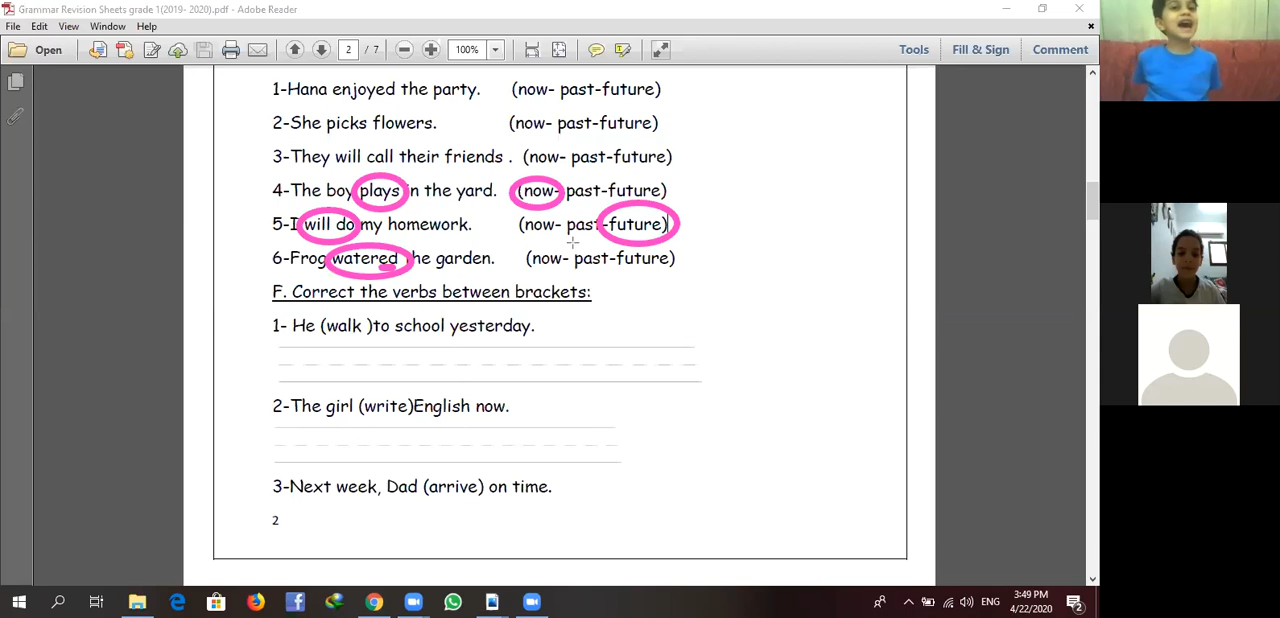 Grammar Revision Sheets grade 1(2019- 2020).pdf - Adobe Reader
File Edit View Window Help
Open 2 / 7 100% Tools Fill & Sign Comment
1-Hana enjoyed the party. (now- past-future)
2-She picks flowers. (now- past-future)
3-They will call their friends . (now- past-future)
4-The boy plays in the yard. (now- past-future)
5-I will do my homework. (now- past-future)
6-Frog watered the garden. (now- past-future)
F. Correct the verbs between brackets:
1- He (walk )to school yesterday.
2-The girl (write)English now.
3-Next week, Dad (arrive) on time.
2
ENG
3:49 PM
4/22/2020
2